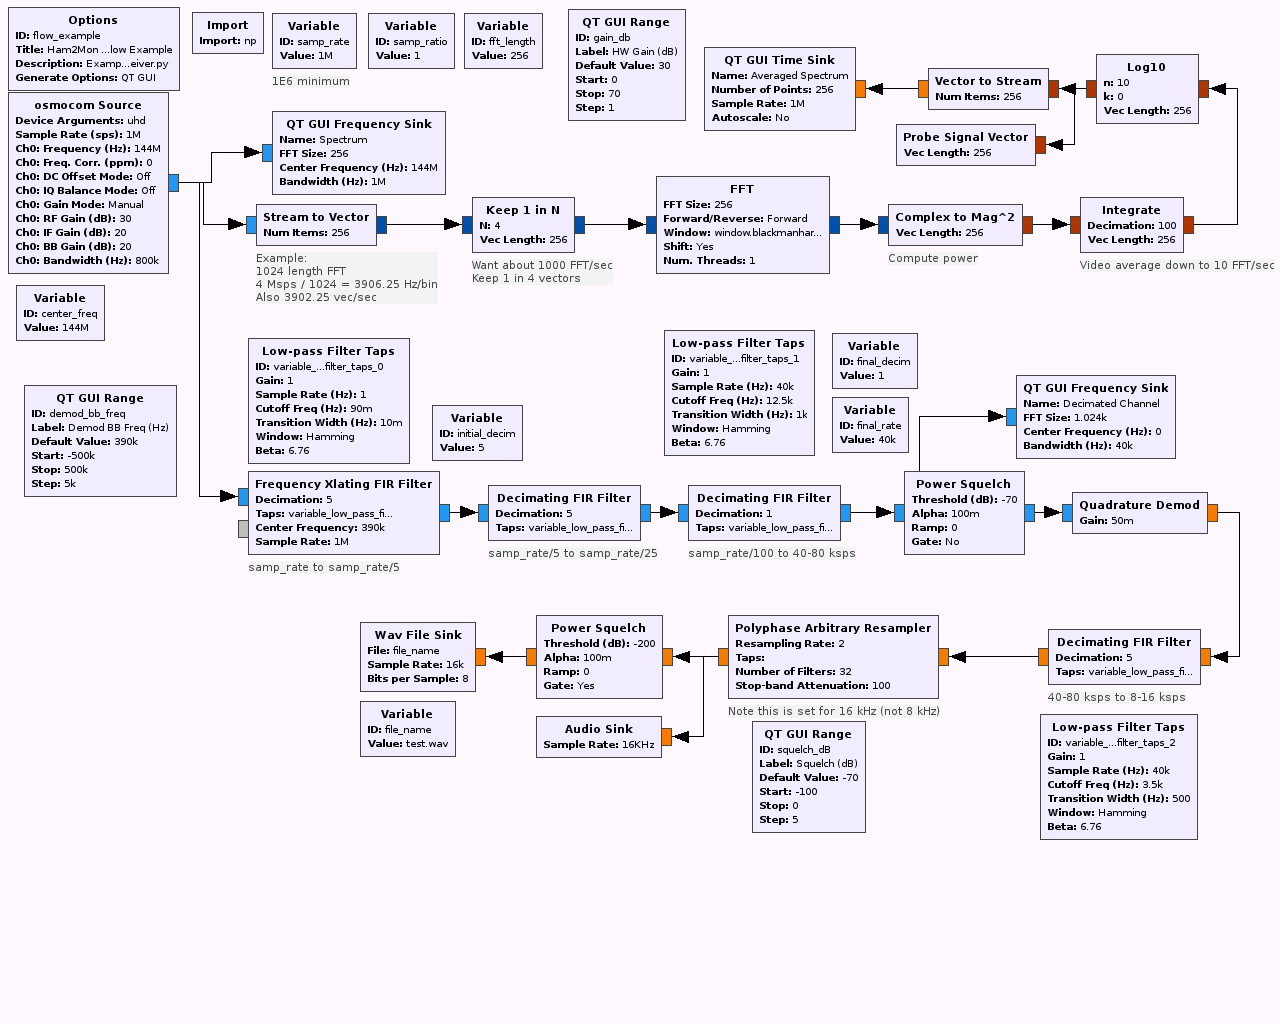 Options
ID: flow_example
Title: Ham2Mon ...low Example
Description: Examp...eiver.py
Generate Options: QT GUI
Import
Import: np
Variable
ID: samp_rate
Value: 1M
1E6 minimum
Variable
ID: samp_ratio
Value: 1
Variable
ID: fft_length
Value: 256
QT GUI Range
ID: gain_db
Label: HW Gain (dB)
Default Value: 30
Start: 0
Stop: 70
Step: 1
QT GUI Time Sink
Name: Averaged Spectrum
Number of Points: 256
Sample Rate: 1M
Autoscale: No
Vector to Stream
Num Items: 256
Log10
n: 10
k: 0
Vec Length: 256
Probe Signal Vector
Vec Length: 256
osmocom Source
Device Arguments: uhd
Sample Rate (sps): 1M
Ch0: Frequency (Hz): 144M
Ch0: Freq. Corr. (ppm): 0
Ch0: DC Offset Mode: Off
Ch0: IQ Balance Mode: Off
Ch0: Gain Mode: Manual
Ch0: RF Gain (dB): 30
Ch0: IF Gain (dB): 20
Ch0: BB Gain (dB): 20
Ch0: Bandwidth (Hz): 800k
QT GUI Frequency Sink
Name: Spectrum
FFT Size: 256
Center Frequency (Hz): 144M
Bandwidth (Hz): 1M
Stream to Vector
Num Items: 256
Example:
1024 length FFT
4 Msps / 1024 = 3906.25 Hz/bin
Also 3902.25 vec/sec
Keep 1 in N
N: 4
Vec Length: 256
Want about 1000 FFT/sec
Keep 1 in 4 vectors
FFT
FFT Size: 256
Forward/Reverse: Forward
Window: window.blackmanhar...
Shift: Yes
Num. Threads: 1
Complex to Mag^2
Vec Length: 256
Compute power
Integrate
Decimation: 100
Vec Length: 256
Video average down to 10 FFT/sec
Variable
ID: center_freq
Value: 144M
QT GUI Range
ID: demod_bb_freq
Label: Demod BB Freq (Hz)
Default Value: 390k
Start: -500k
Stop: 500k
Step: 5k
Low-pass Filter Taps
ID: variable_...filter_taps_0
Gain: 1
Sample Rate (Hz): 1
Cutoff Freq (Hz): 90m
Transition Width (Hz): 10m
Window: Hamming
Beta: 6.76
Variable
ID: initial_decim
Value: 5
Low-pass Filter Taps
ID: variable_...filter_taps_1
Gain: 1
Sample Rate (Hz): 40k
Cutoff Freq (Hz): 12.5k
Transition Width (Hz): 1k
Window: Hamming
Beta: 6.76
Variable
ID: final_decim
Value: 1
Variable
ID: final_rate
Value: 40k
QT GUI Frequency Sink
Name: Decimated Channel
FFT Size: 1.024k
Center Frequency (Hz): 0
Bandwidth (Hz): 40k
Frequency Xlating FIR Filter
Decimation: 5
Taps: variable_low_pass_fi...
Center Frequency: 390k
Sample Rate: 1M
samp_rate to samp_rate/5
Decimating FIR Filter
Decimation: 5
Taps: variable_low_pass_fi...
samp_rate/5 to samp_rate/25
Decimating FIR Filter
Decimation: 1
Taps: variable_low_pass_fi...
samp_rate/100 to 40-80 ksps
Power Squelch
Threshold (dB): -70
Alpha: 100m
Ramp: 0
Gate: No
Quadrature Demod
Gain: 50m
Wav File Sink
File: file_name
Sample Rate: 16k
Bits per Sample: 8
Power Squelch
Threshold (dB): -200
Alpha: 100m
Ramp: 0
Gate: Yes
Polyphase Arbitrary Resampler
Resampling Rate: 2
Taps:
Number of Filters: 32
Stop-band Attenuation: 100
Note this is set for 16 kHz (not 8 kHz)
Decimating FIR Filter
Decimation: 5
Taps: variable_low_pass_fi...
40-80 ksps to 8-16 ksps
Variable
ID: file_name
Value: test.wav
Audio Sink
Sample Rate: 16KHz
QT GUI Range
ID: squelch_dB
Label: Squelch (dB)
Default Value: -70
Start: -100
Stop: 0
Step: 5
Low-pass Filter Taps
ID: variable_...filter_taps_2
Gain: 1
Sample Rate (Hz): 40k
Cutoff Freq (Hz): 3.5k
Transition Width (Hz): 500
Window: Hamming
Beta: 6.76